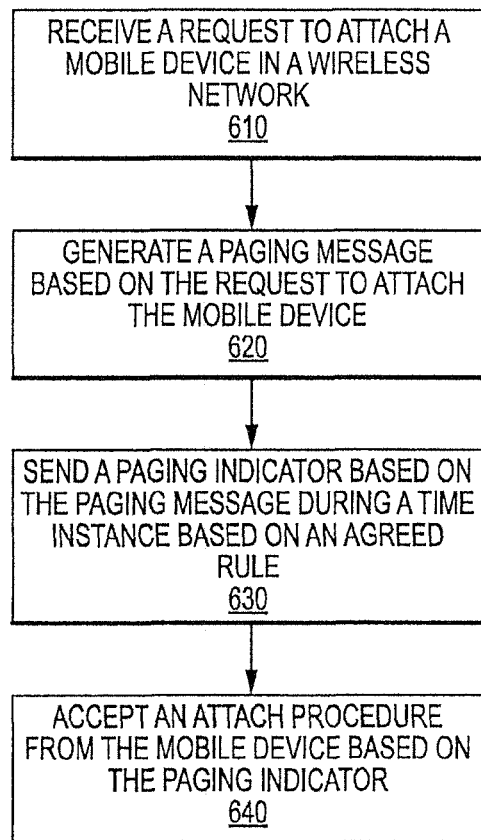 RECEIVE A REQUEST TO ATTACH A
MOBILE DEVICE IN A WIRELESS
NETWORK
610
GENERATE A PAGING MESSAGE
BASED ON THE REQUEST TO ATTACH
THE MOBILE DEVICE
620
SEND A PAGING INDICATOR BASED ON
THE PAGING MESSAGE DURING A TIME
INSTANCE BASED ON AN AGREED
RULE
630
ACCEPT AN ATTACH PROCEDURE
FROM THE MOBILE DEVICE BASED ON
THE PAGING INDICATOR
640